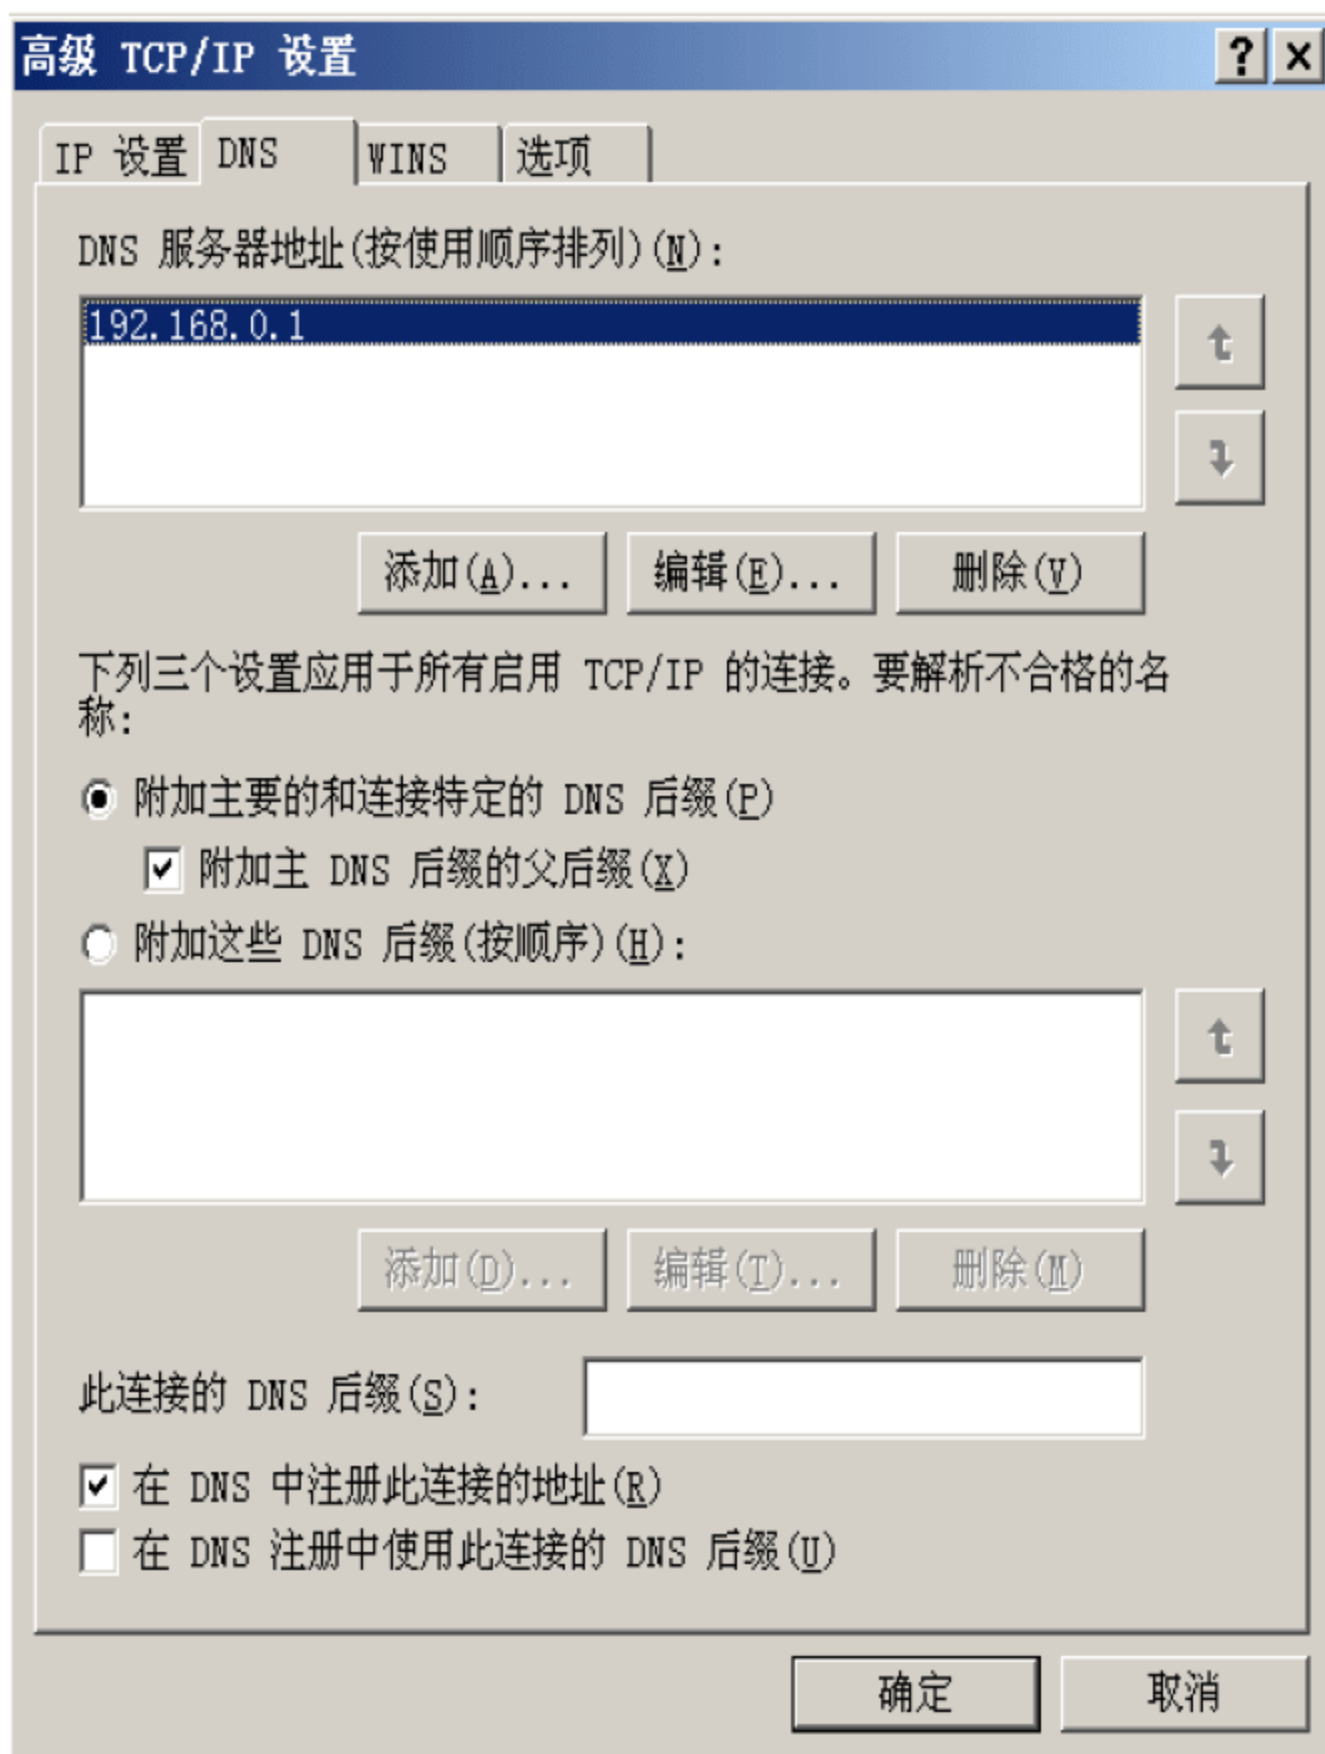 高级 TCP/IP 设置
IP 设置 DNS WINS 选项
DNS 服务器地址(按使用顺序排列)(N):
192.168.0.1
添加(A)... 编辑(E)... 删除(V)
下列三个设置应用于所有启用 TCP/IP 的连接。要解析不合格的名
称:
附加主要的和连接特定的 DNS 后缀(P)
附加主 DNS 后缀的父后缀(X)
附加这些 DNS 后缀(按顺序)(H):
添加(D)... 编辑(T)... 删除(M)
此连接的 DNS 后缀(S):
在 DNS 中注册此连接的地址(R)
在 DNS 注册中使用此连接的 DNS 后缀(U)
确定 取消